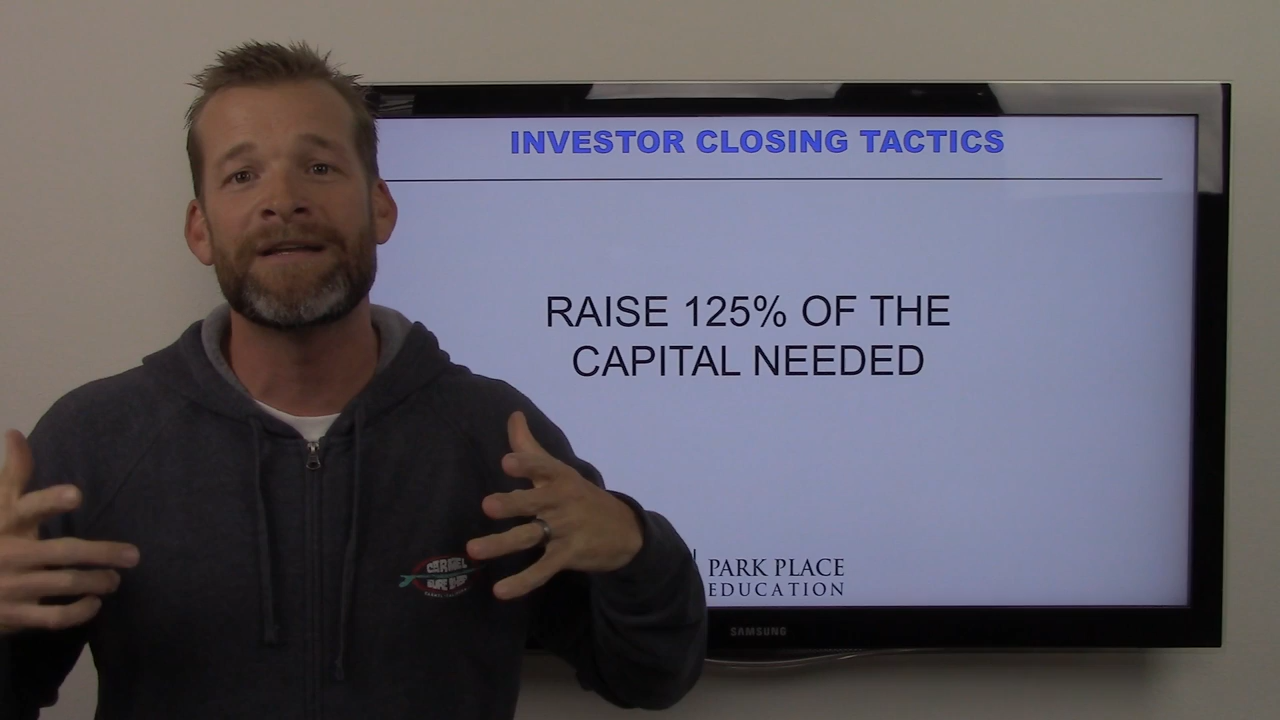 INVESTOR CLOSING TACTICS
RAISE 125% OF THE
CAPITAL NEEDED
PARK PLACE
EDUCATION
SAMSUNG